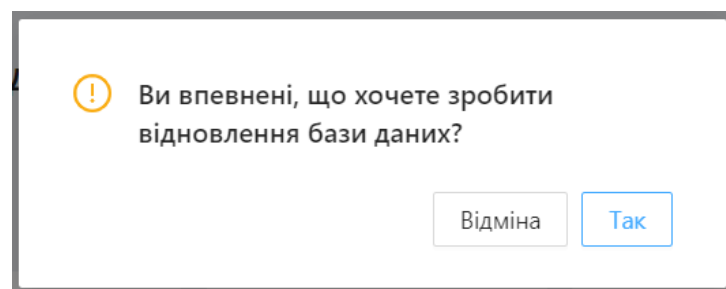 Ви впевнені, що хочете зробити
відновлення бази даних?
Відміна Так